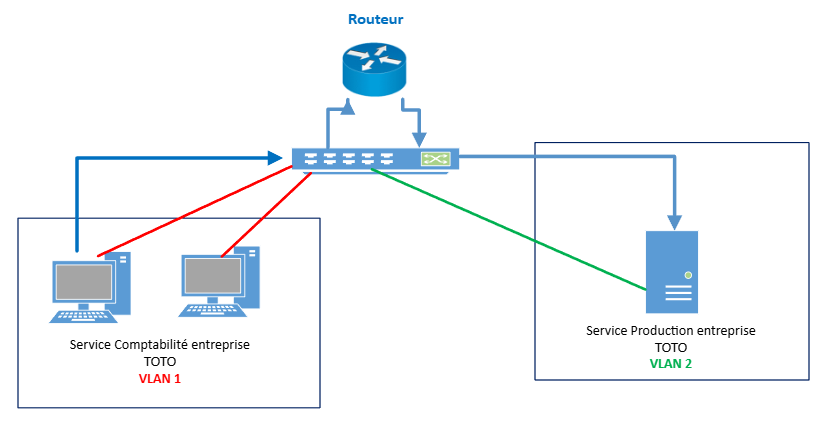 Routeur
Service Comptabilité entreprise
TOTO
VLAN 1
Service Production entreprise
TOTO
VLAN 2